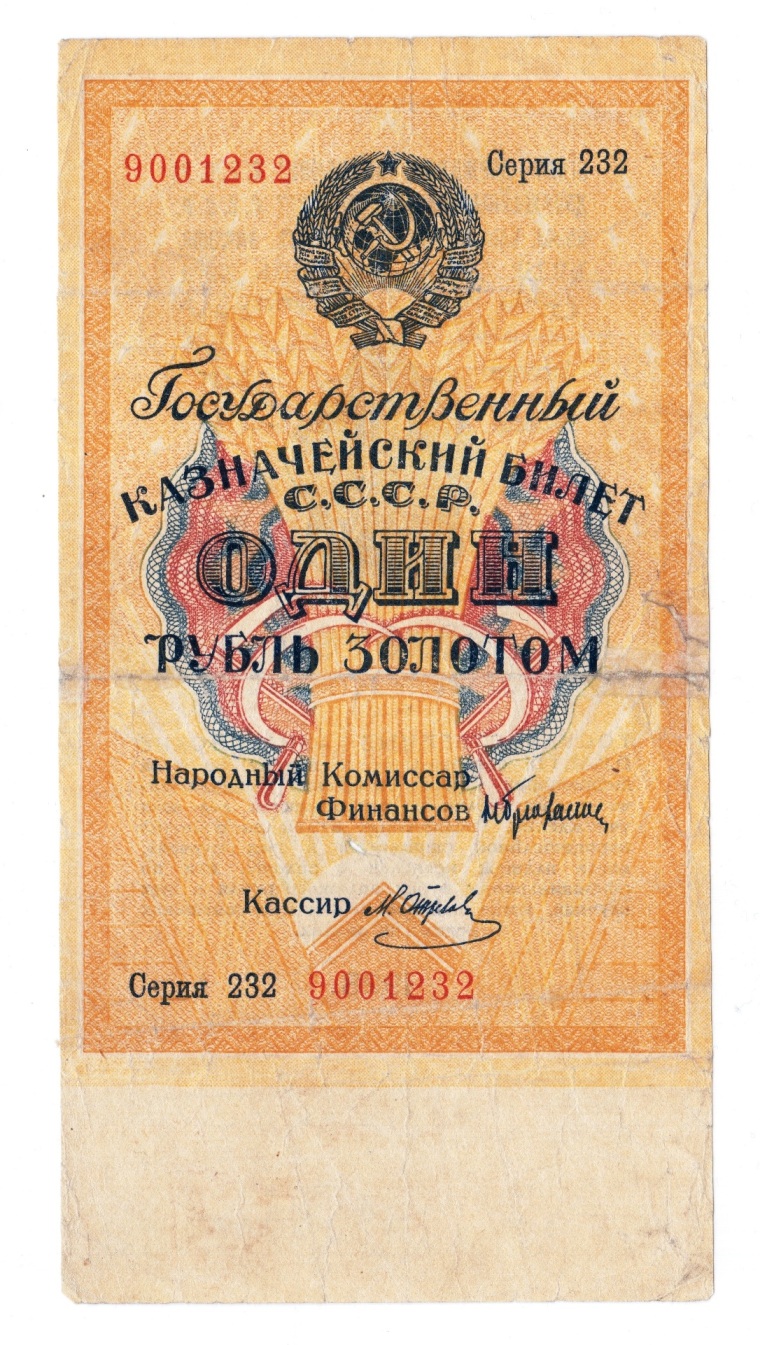 9001232 Серия 232
Государственный
КАЗНАЧЕЙСКИЙ БИЛЕТ
С.С.С.Р.
ОДИН
РУБЛЬ ЗОЛОТОМ
Народный Комиссар
Финансов
Кассир
Серия 232 9001232